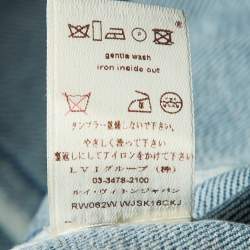 gentle wash
iron inside out
タンブラー乾燥しないで下さい。
やさしく洗って下さい
裏返しにしてアイロンをかけて下さい
LVJグループ(株)
03-3478-2100
ルイ・ヴィトンジャパン
RW062W WJSK16CKJ